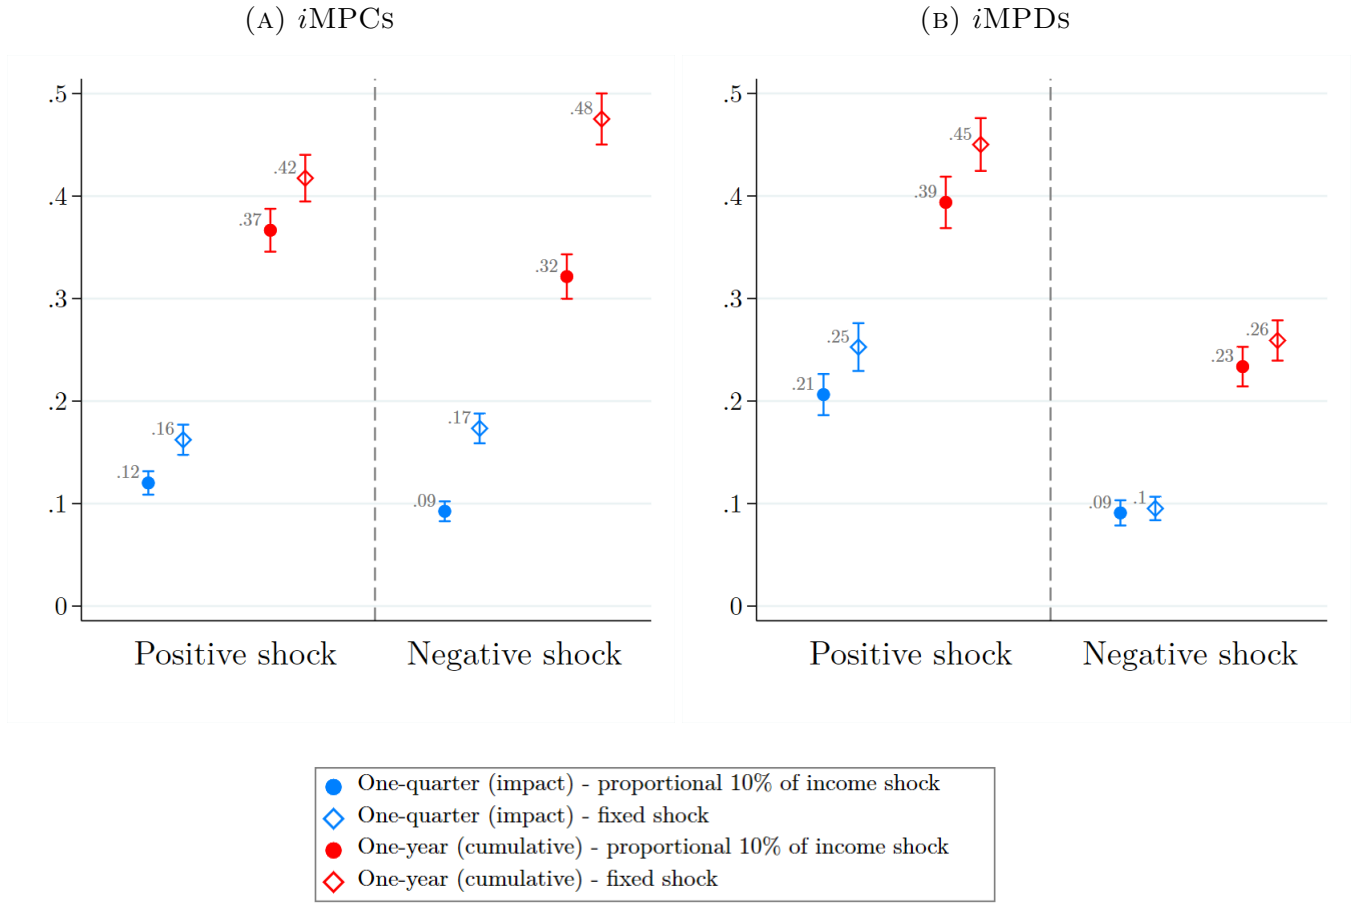 (A) iMPCs
.5
.4
.3
.2
.1
0
.12
.16
.37
.42
.09
.17
.32
.48
Positive shock
Negative shock
(B) iMPDs
.5
.4
.3
.2
.1
0
.21
.25
.39
.45
.09
.1
.23
.26
Positive shock
Negative shock
One-quarter (impact) - proportional 10% of income shock
One-quarter (impact) - fixed shock
One-year (cumulative) - proportional 10% of income shock
One-year (cumulative) - fixed shock